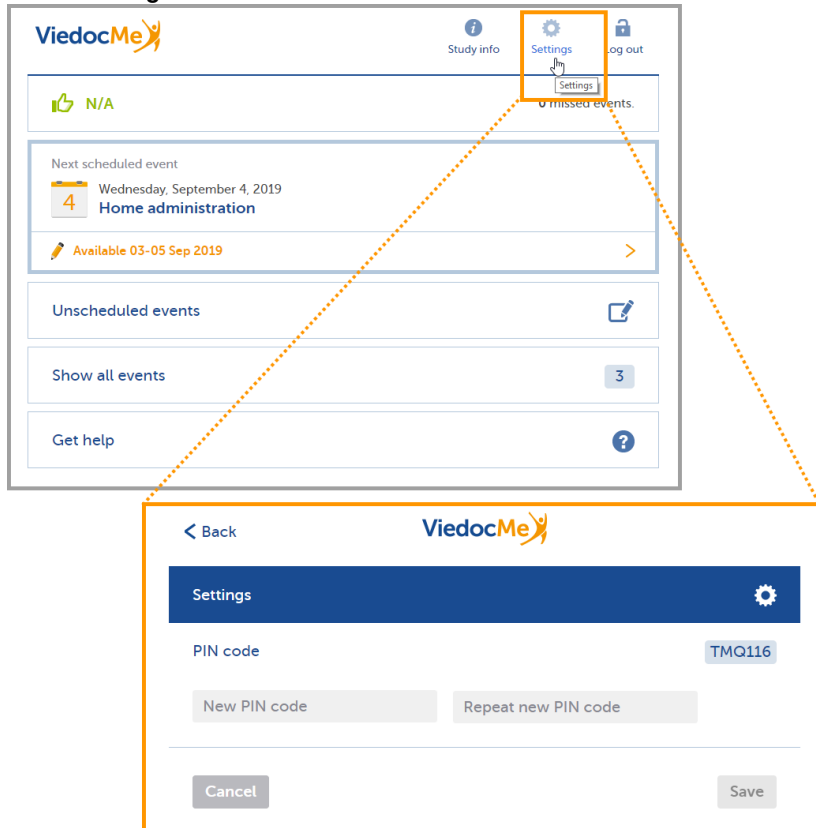 ViedocMe
Study info
Settings
Log out
Settings
N/A
0 missed events.
Next scheduled event
4
Wednesday, September 4, 2019
Home administration
Available 03-05 Sep 2019
Unscheduled events
Show all events
3
Get help
Back
ViedocMe
Settings
PIN code
TMQ116
New PIN code
Repeat new PIN code
Cancel
Save